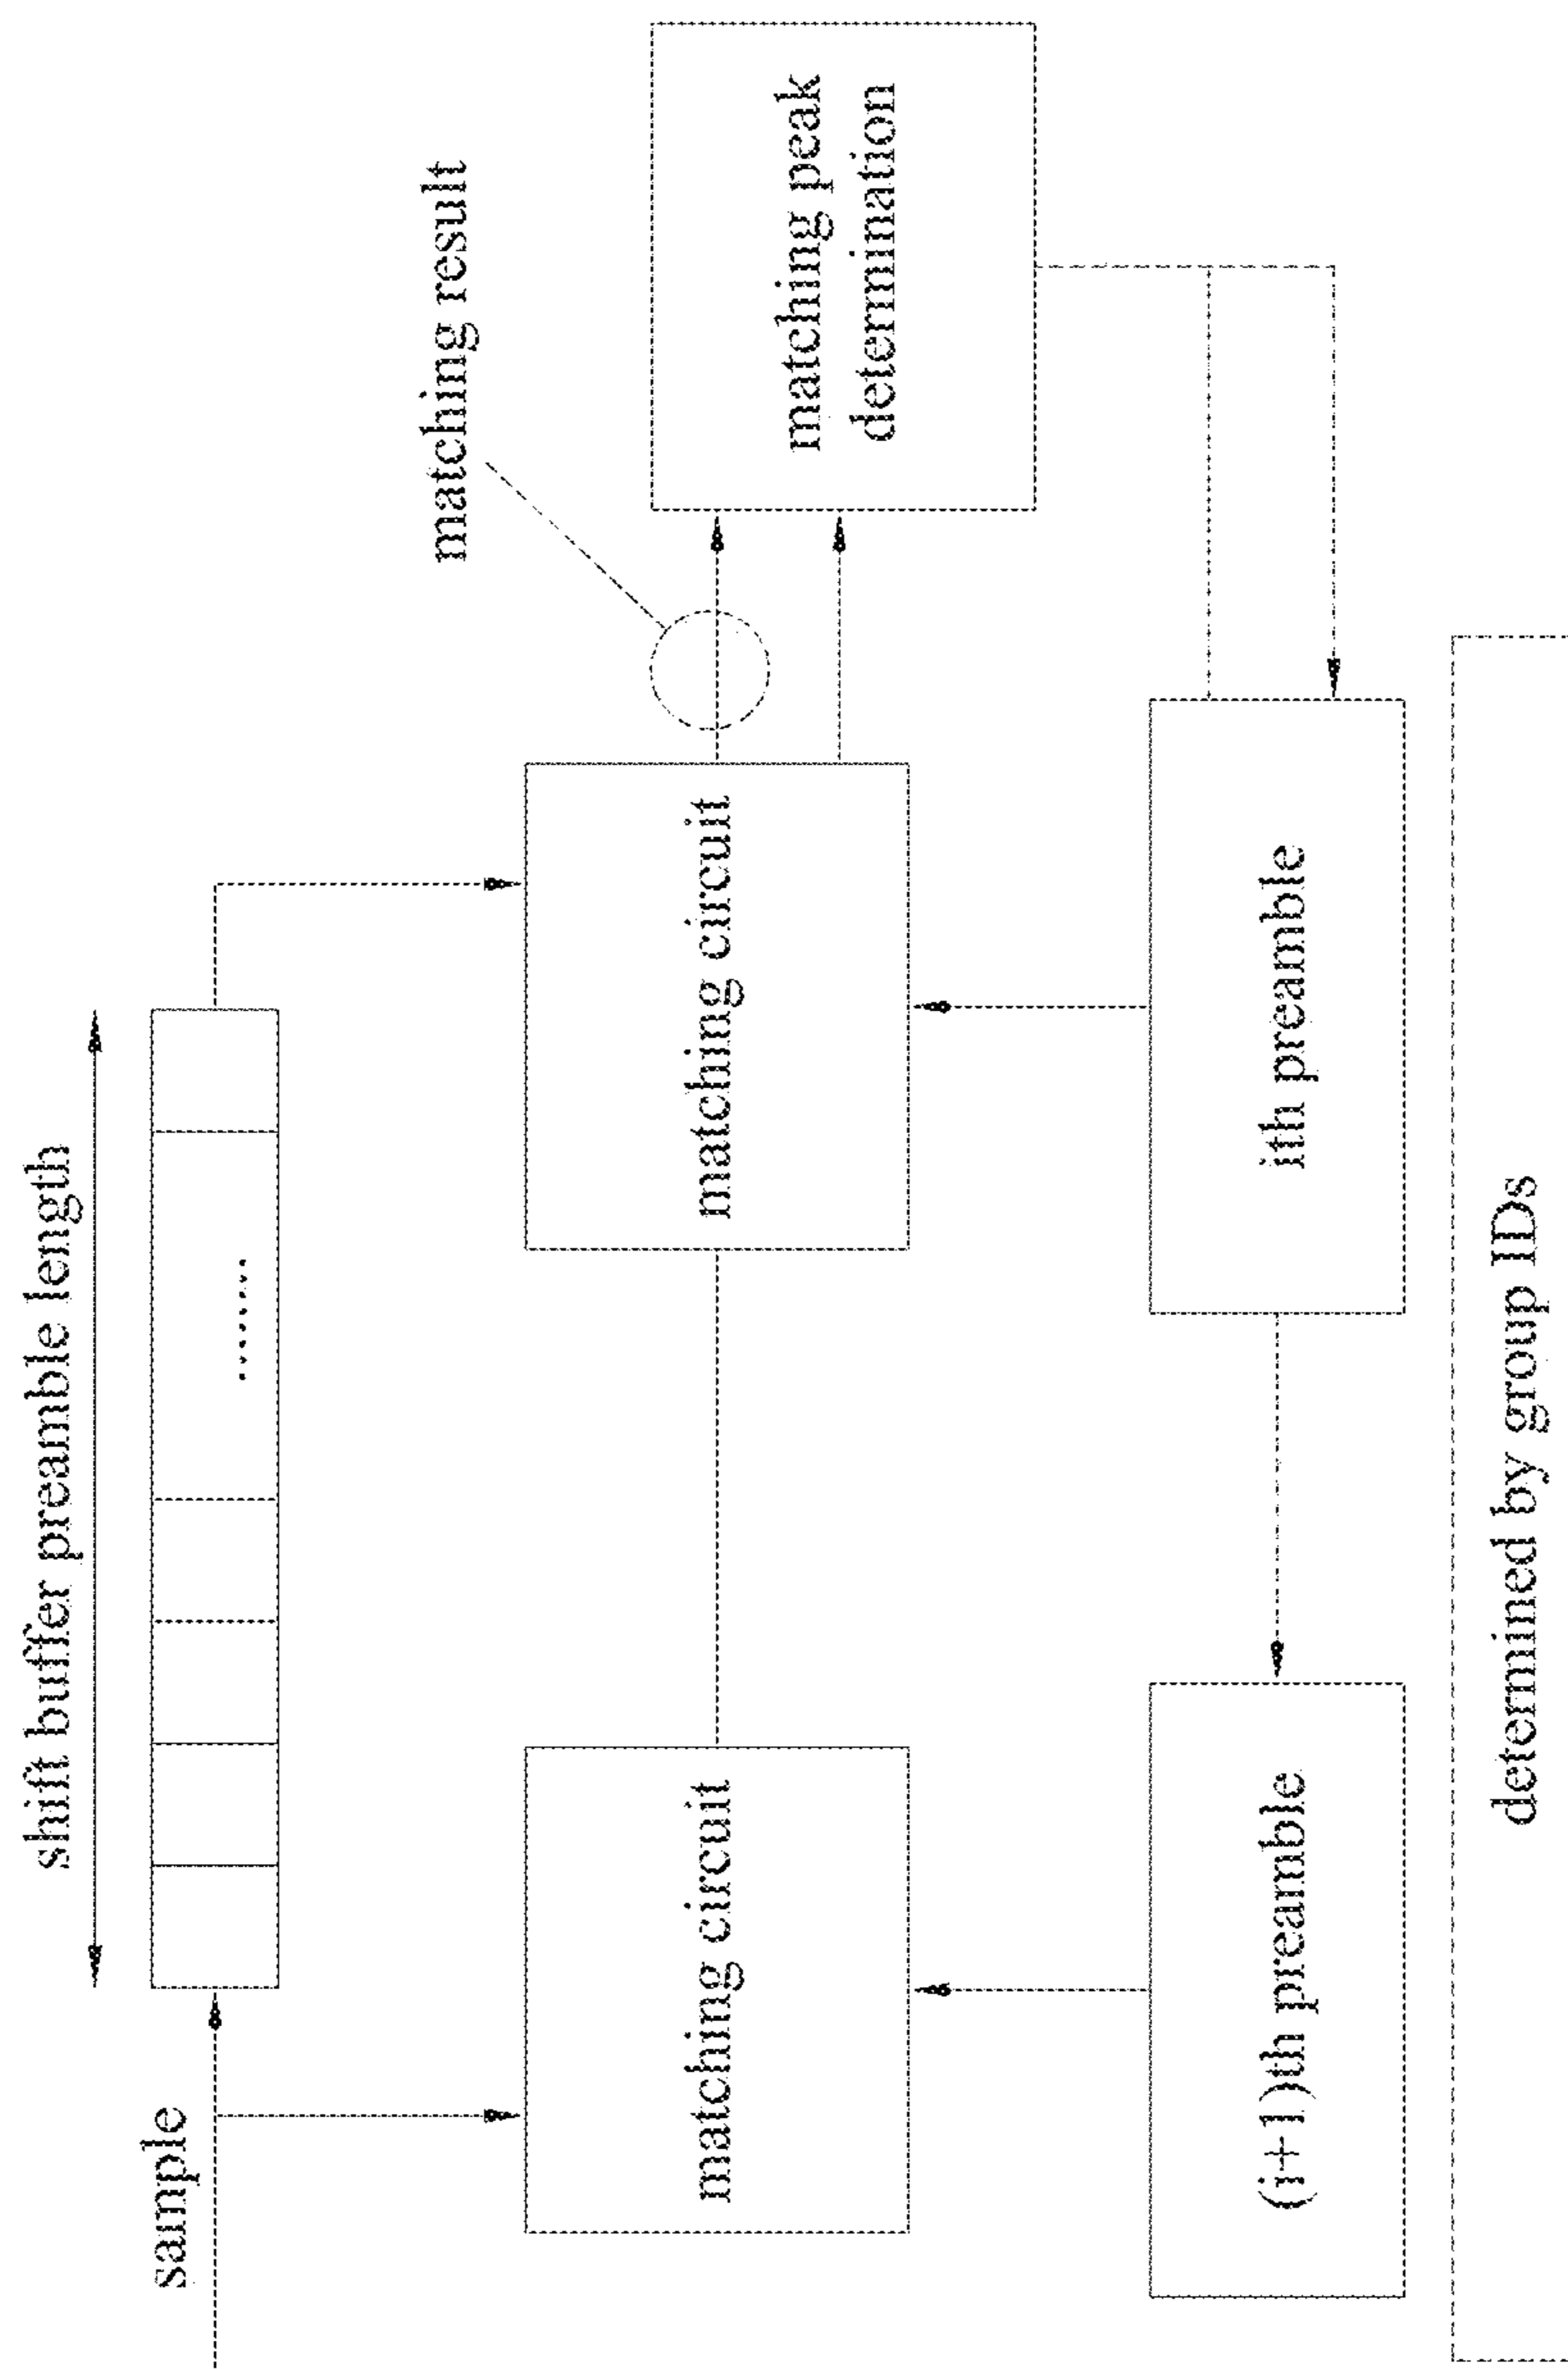 shift buffer preamble length
sample
.......
matching result
matching circuit
matching circuit
matching peak
determination
(i+1)th preamble
ith preamble
determined by group IDs